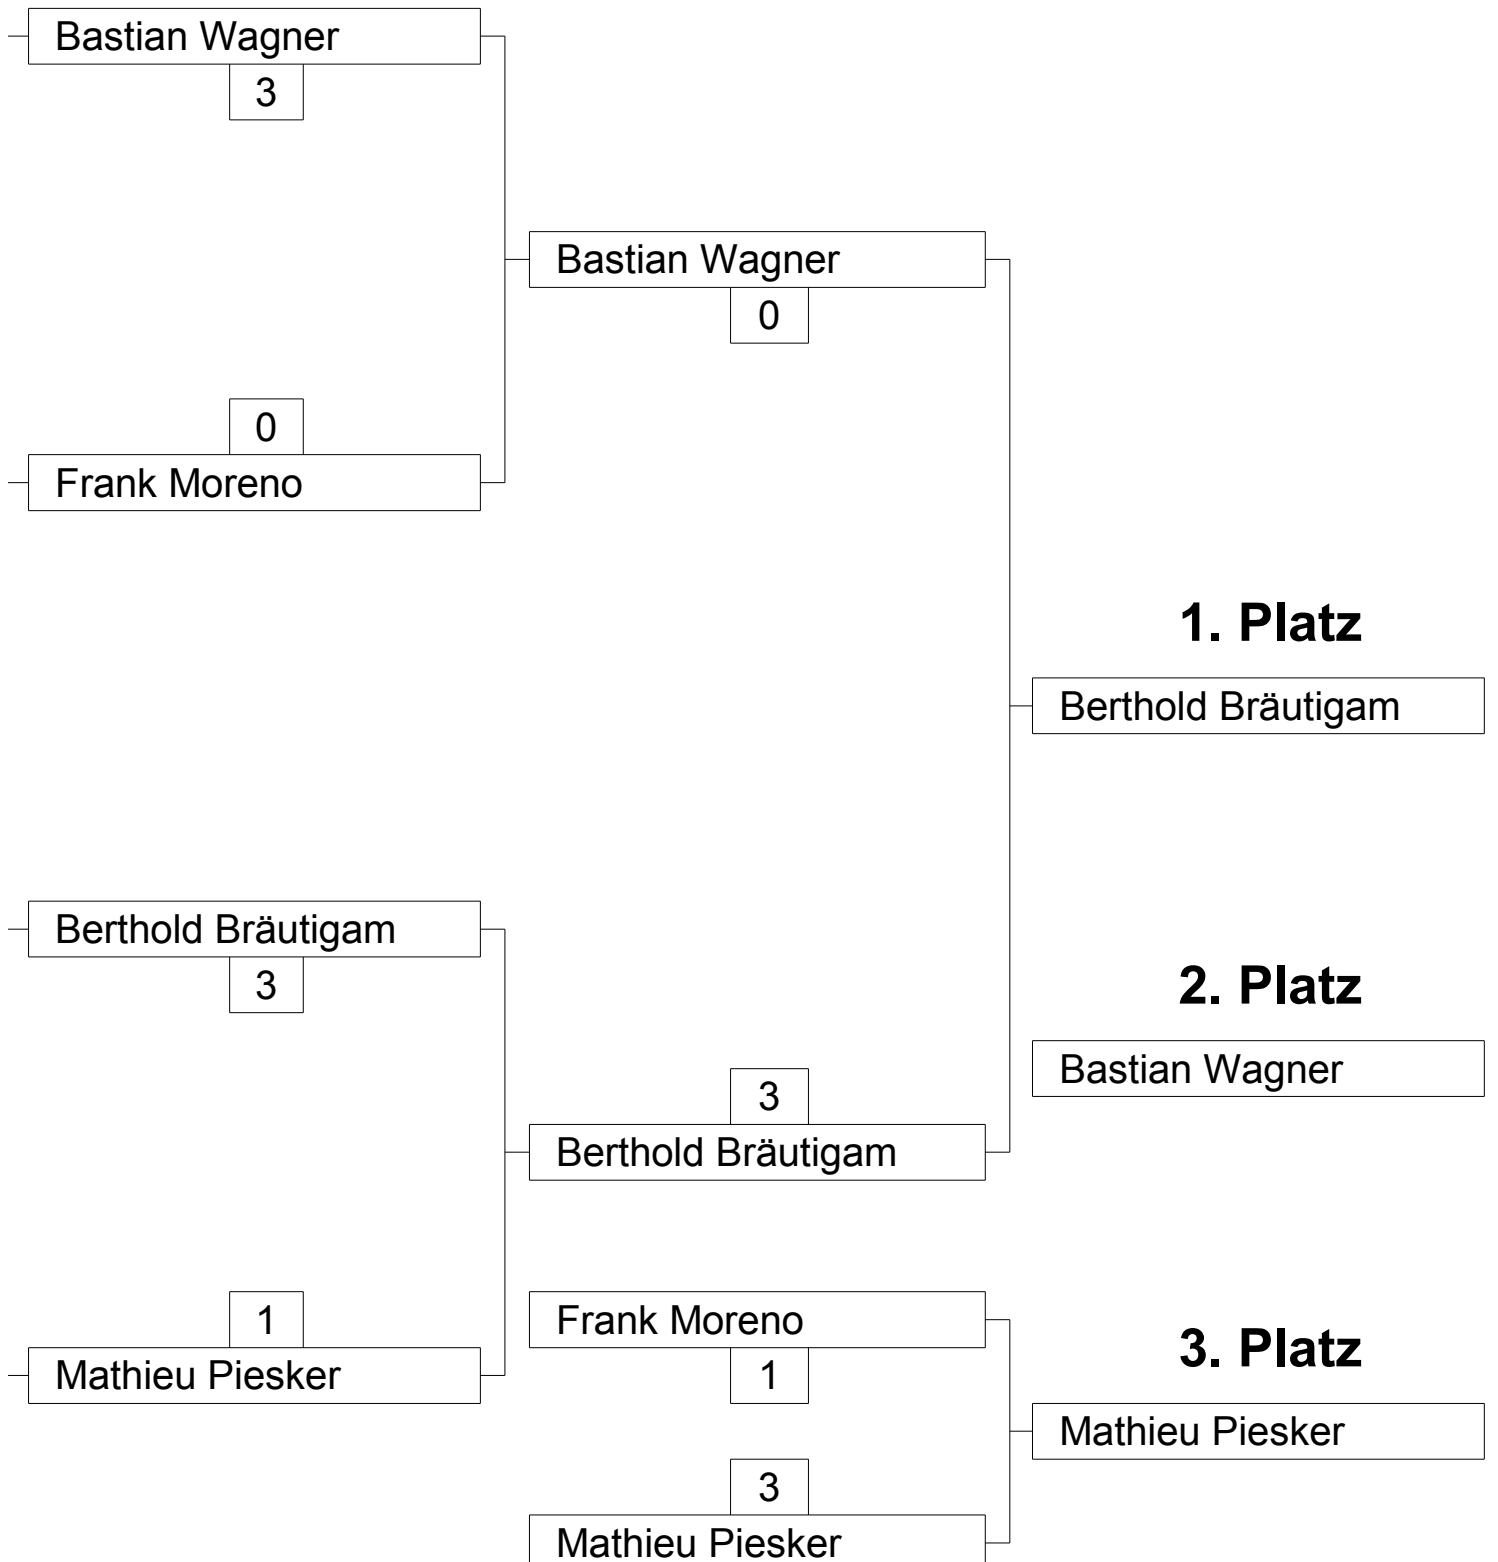 Bastian Wagner
3
0
Frank Moreno
Bastian Wagner
0
1. Platz
Berthold Bräutigam
Berthold Bräutigam
3
1
Mathieu Piesker
3
Berthold Bräutigam
2. Platz
Bastian Wagner
Frank Moreno
1
3
Mathieu Piesker
3. Platz
Mathieu Piesker